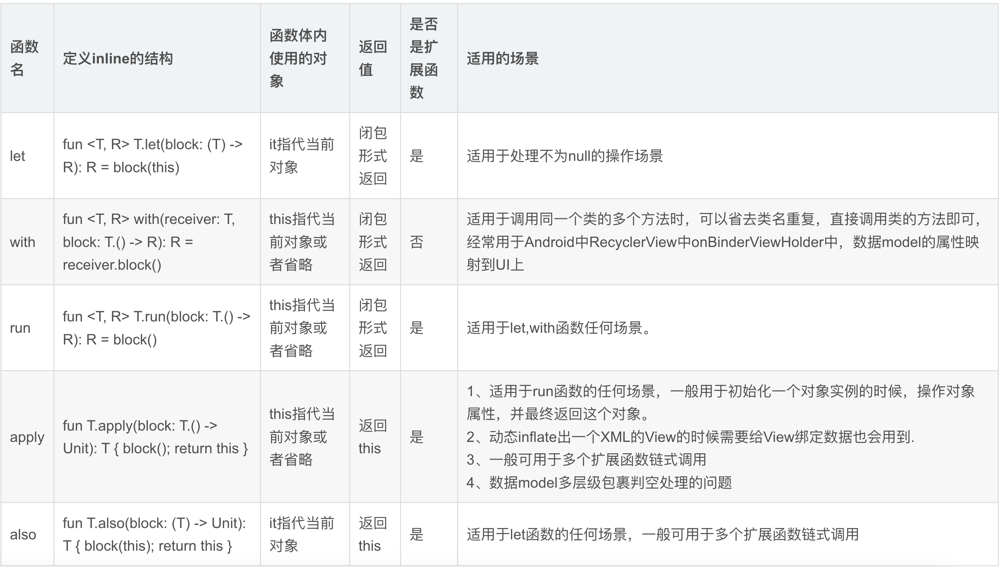 函数
名
定义inline的结构
函数体内
使用的对
象
返回
值
是否
是扩
展函
数
适用的场景
let
fun <T, R> T.let(block: (T) ->
R): R = block(this)
it指代当前
对象
闭包
形式
返回
是
适用于处理不为null的操作场景
with
fun <T, R> with(receiver: T,
block: T.() -> R): R =
receiver.block()
this指代当
前对象或
者省略
闭包
形式
返回
否
适用于调用同一个类的多个方法时，可以省去类名重复，直接调用类的方法即可，
经常用于Android中RecyclerView中onBinderViewHolder中，数据model的属性映
射到UI上
run
fun <T, R> T.run(block: T.() ->
R): R = block()
this指代当
前对象或
者省略
闭包
形式
返回
是
适用于let,with函数任何场景。
apply
fun T.apply(block: T.() ->
Unit): T { block(); return this }
this指代当
前对象或
者省略
返回
this
是
1、适用于run函数的任何场景，一般用于初始化一个对象实例的时候，操作对象
属性，并最终返回这个对象。
2、动态inflate出一个XML的View的时候需要给View绑定数据也会用到.
3、一般可用于多个扩展函数链式调用
4、数据model多层级包裹判空处理的问题
also
fun T.also(block: (T) -> Unit):
T { block(this); return this }
it指代当前
对象
返回
this
是
适用于let函数的任何场景，一般可用于多个扩展函数链式调用